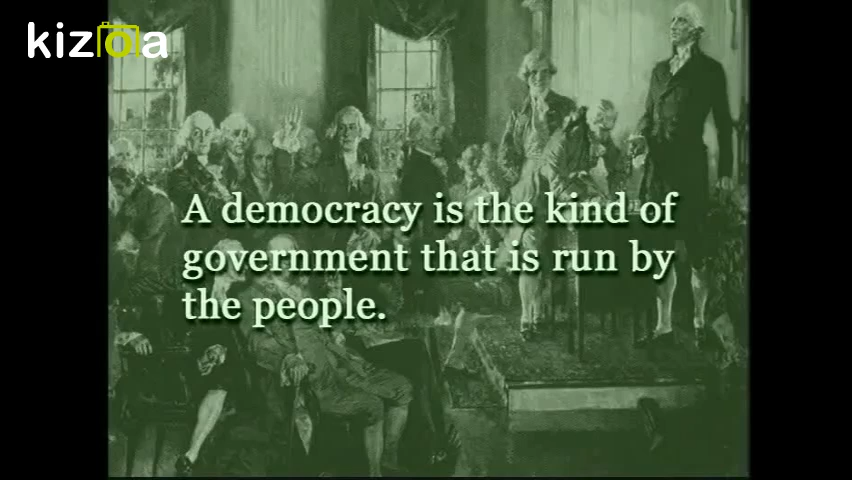 kizoa
A democracy is the kind of
government that is run by
the people.